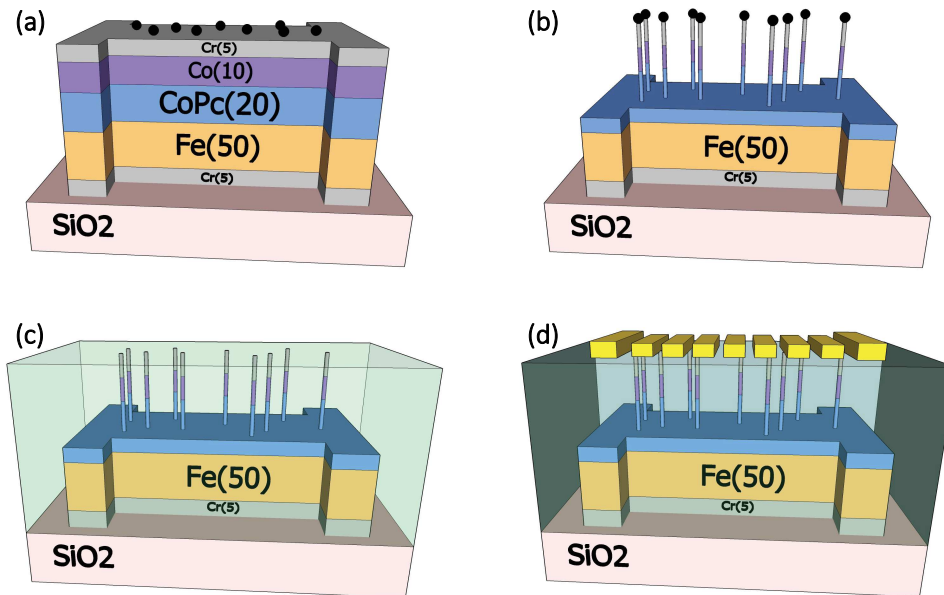 (a)
Cr(5)
Co(10)
CoPc(20)
Fe(50)
Cr(5)
SiO2
(b)
Fe(50)
Cr(5)
SiO2
(c)
Fe(50)
Cr(5)
SiO2
(d)
Fe(50)
Cr(5)
SiO2